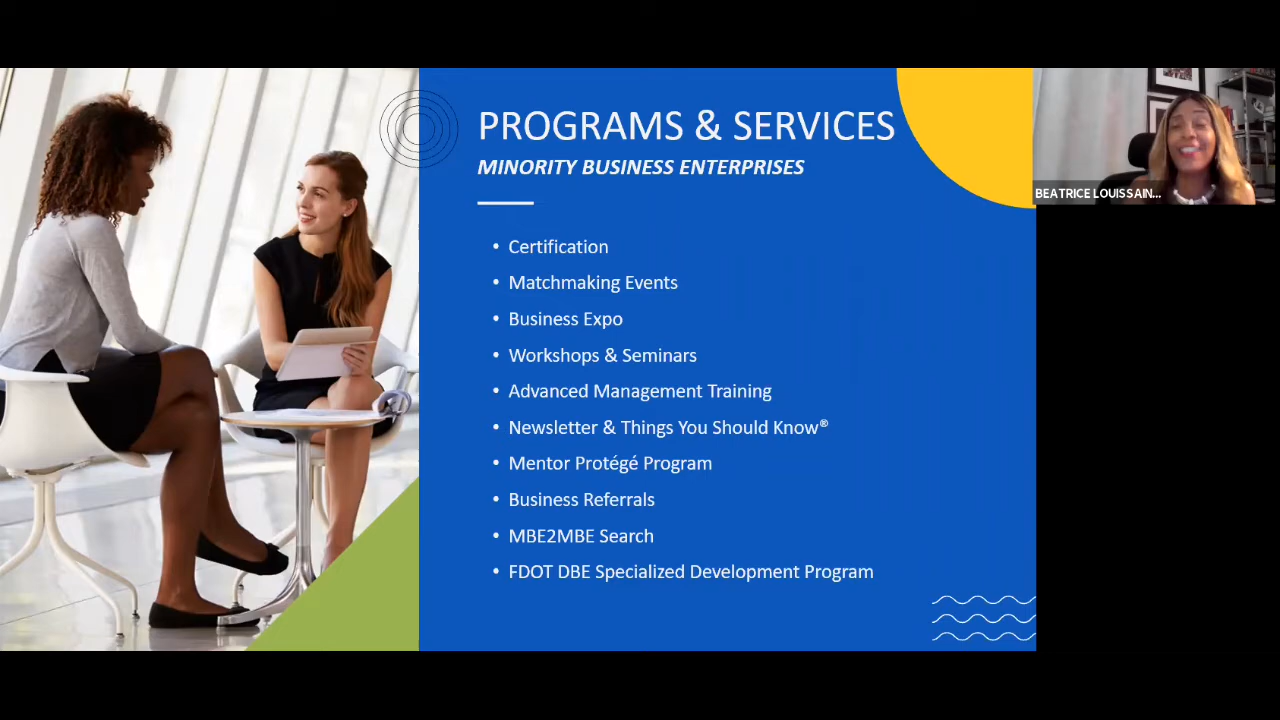 PROGRAMS & SERVICES
MINORITY BUSINESS ENTERPRISES
• Certification
• Matchmaking Events
• Business Expo
• Workshops & Seminars
• Advanced Management Training
• Newsletter & Things You Should Know®
• Mentor Protégé Program
• Business Referrals
• MBE2MBE Search
• FDOT DBE Specialized Development Program
BEATRICE LOUISSAIN...